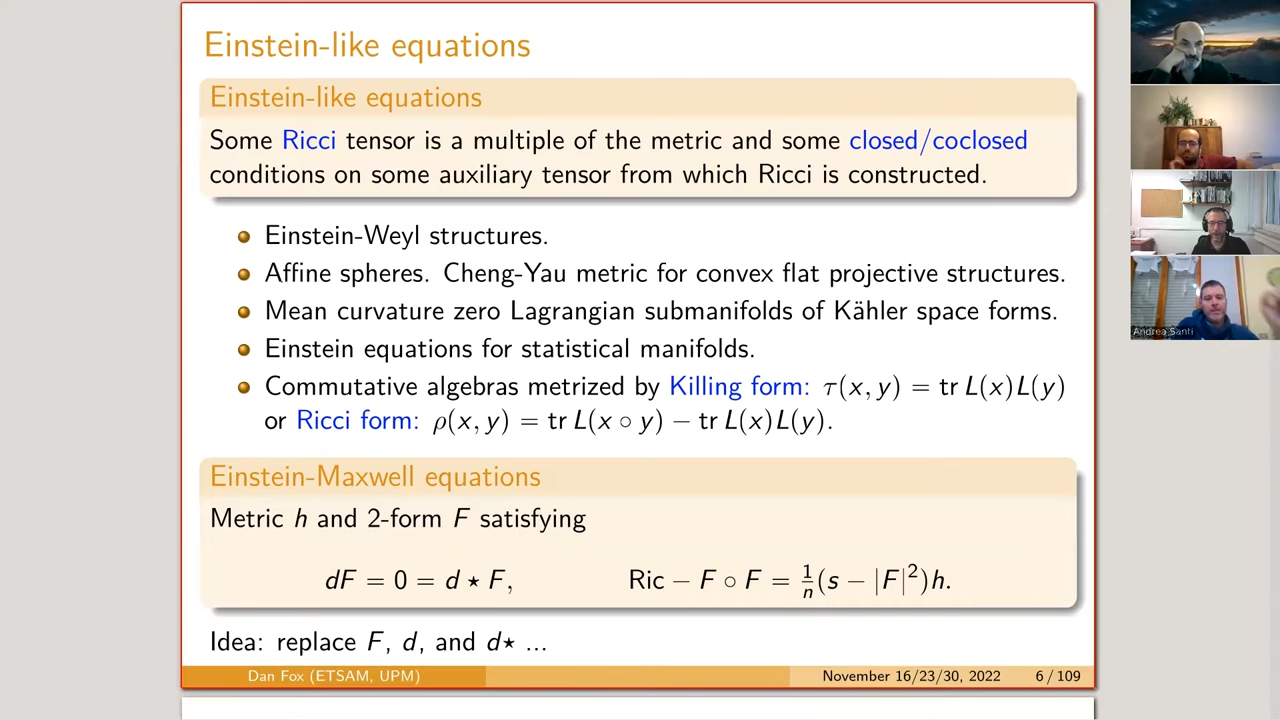 Einstein-like equations
Einstein-like equations
Some Ricci tensor is a multiple of the metric and some closed/coclosed
conditions on some auxiliary tensor from which Ricci is constructed.
Einstein-Weyl structures.
Affine spheres. Cheng-Yau metric for convex flat projective structures.
Mean curvature zero Lagrangian submanifolds of Kähler space forms.
Einstein equations for statistical manifolds.
Commutative algebras metrized by Killing form: τ(x, y) = tr L(x)L(y)
or Ricci form: ρ(x, y) = tr L(x ∘ y) − tr L(x)L(y).
Einstein-Maxwell equations
Metric h and 2-form F satisfying
dF = 0 = d ⋆ F, Ric − F ∘ F = 1/n (s − |F|²)h.
Idea: replace F, d, and d⋆ ...
Dan Fox (ETSAM, UPM) November 16/23/30, 2022 6 / 109
Andrea Santi